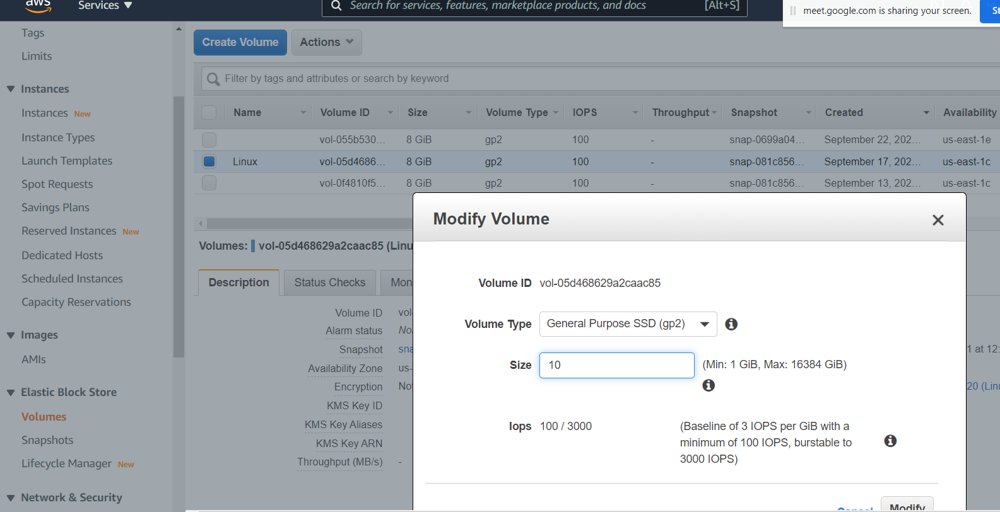 aws
Services
Search for services, features, marketplace products, and docs
[Alt+S]
meet.google.com is sharing your screen.
Tags
Limits
Instances
Instances New
Instance Types
Launch Templates
Spot Requests
Savings Plans
Reserved Instances New
Dedicated Hosts
Scheduled Instances
Capacity Reservations
Images
AMIs
Elastic Block Store
Volumes
Snapshots
Lifecycle Manager New
Network & Security
Create Volume
Actions
Filter by tags and attributes or search by keyword
Name Volume ID Size Volume Type IOPS Throughput Snapshot Created Availability
vol-055b530... 8 GiB gp2 100 - snap-0699a04... September 22, 202... us-east-1e
Linux vol-05d4686... 8 GiB gp2 100 - snap-081c856... September 17, 202... us-east-1c
vol-0f4810f5... 8 GiB gp2 100 - snap-081c856... September 13, 202... us-east-1c
Volumes: vol-05d468629a2caac85 (Linu
Description
Status Checks
Mon
Volume ID vol-
Alarm status No
Snapshot sna
Availability Zone us-
Encryption Not
KMS Key ID
KMS Key Aliases
KMS Key ARN
Throughput (MB/s) -
1 at 12:
20 (Linu
Modify Volume
Volume ID vol-05d468629a2caac85
Volume Type General Purpose SSD (gp2)
Size 10 (Min: 1 GiB, Max: 16384 GiB)
Iops 100 / 3000 (Baseline of 3 IOPS per GiB with a
minimum of 100 IOPS, burstable to
3000 IOPS)
Cancel
Modify